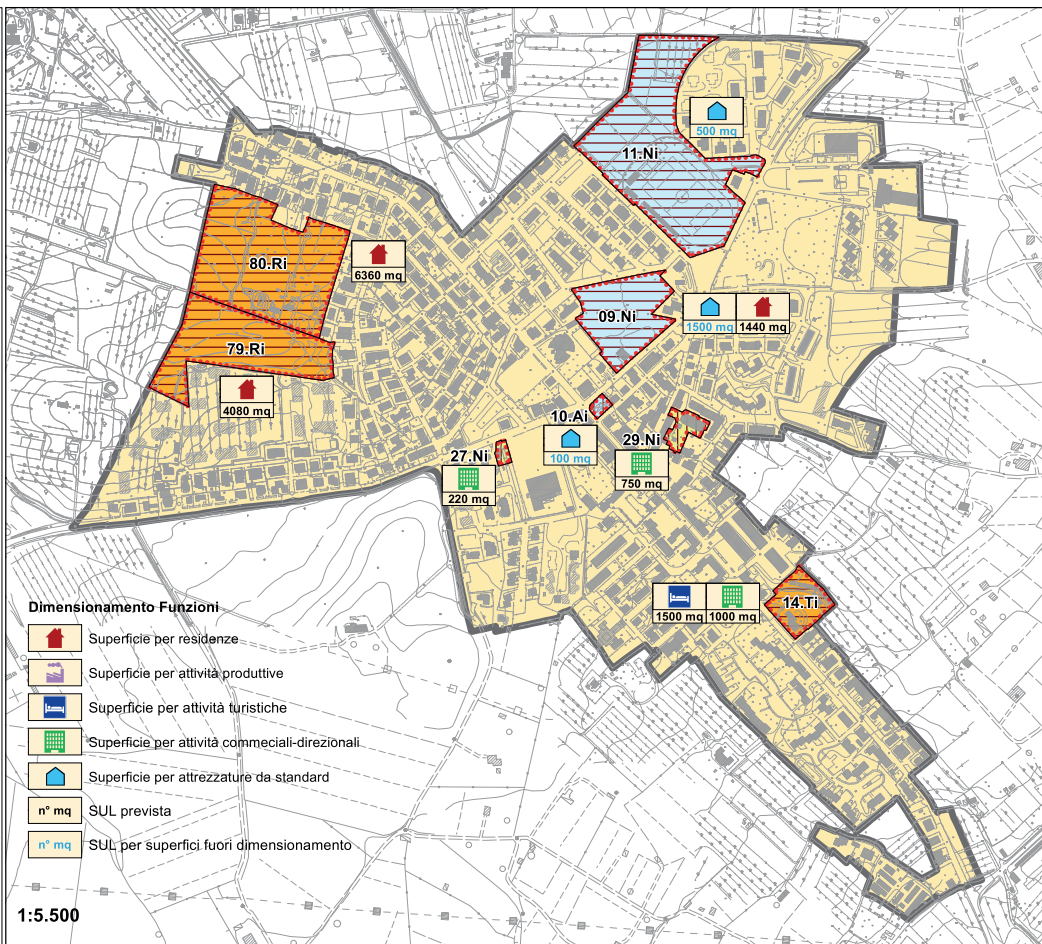 500 mq
11.Ni
80.Ri
6360 mq
09.Ni
1500 mq
1440 mq
79.Ri
4080 mq
10.Ai
100 mq
29.Ni
750 mq
27.Ni
220 mq
1500 mq
1000 mq
14.Ti
Dimensionamento Funzioni
Superficie per residenze
Superficie per attività produttive
Superficie per attività turistiche
Superficie per attività commeciali-direzionali
Superficie per attrezzature da standard
n° mq SUL prevista
n° mq SUL per superfici fuori dimensionamento
1:5.500